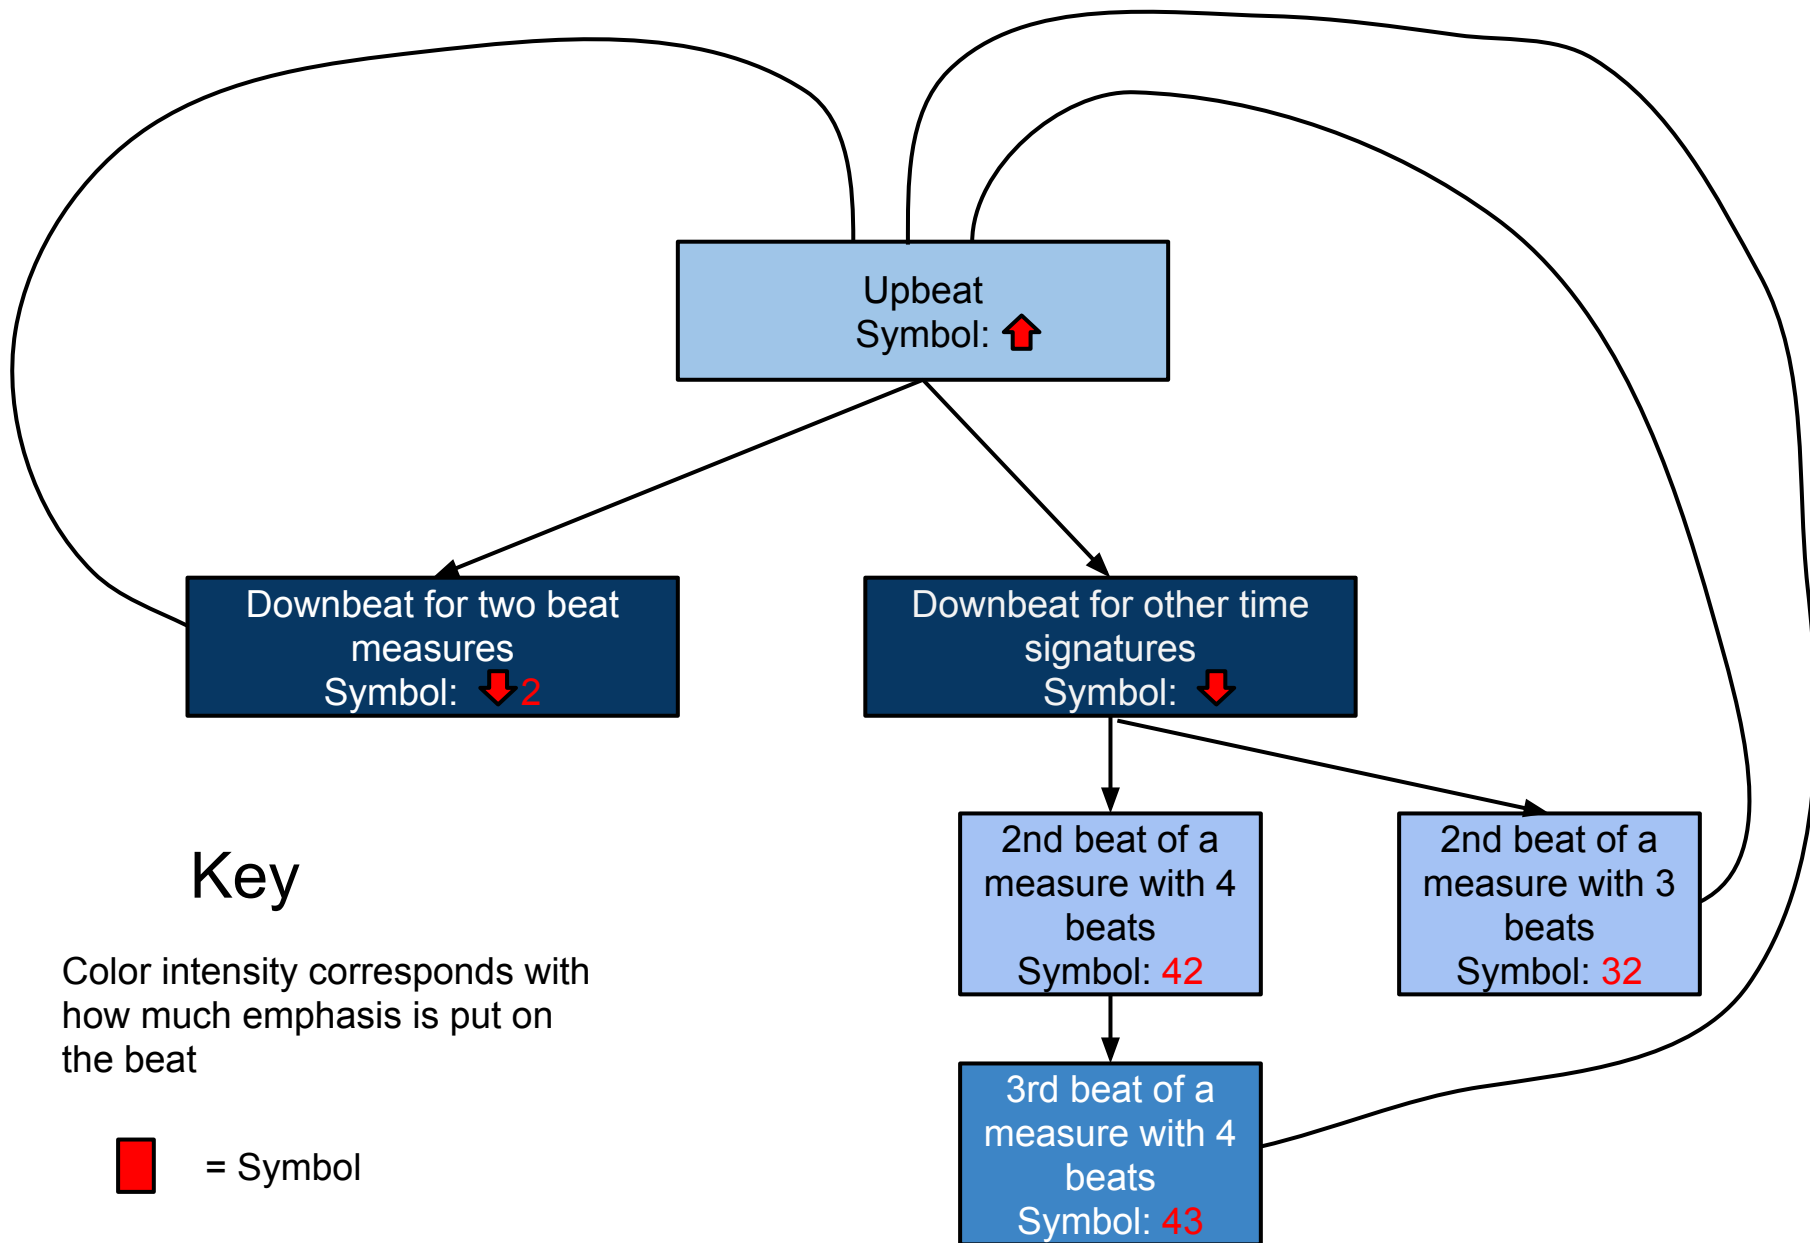 Upbeat
Symbol:
Downbeat for two beat
measures
Symbol: 2
Downbeat for other time
signatures
Symbol:
2nd beat of a
measure with 4
beats
Symbol: 42
2nd beat of a
measure with 3
beats
Symbol: 32
Key
Color intensity corresponds with
how much emphasis is put on
the beat
= Symbol
3rd beat of a
measure with 4
beats
Symbol: 43